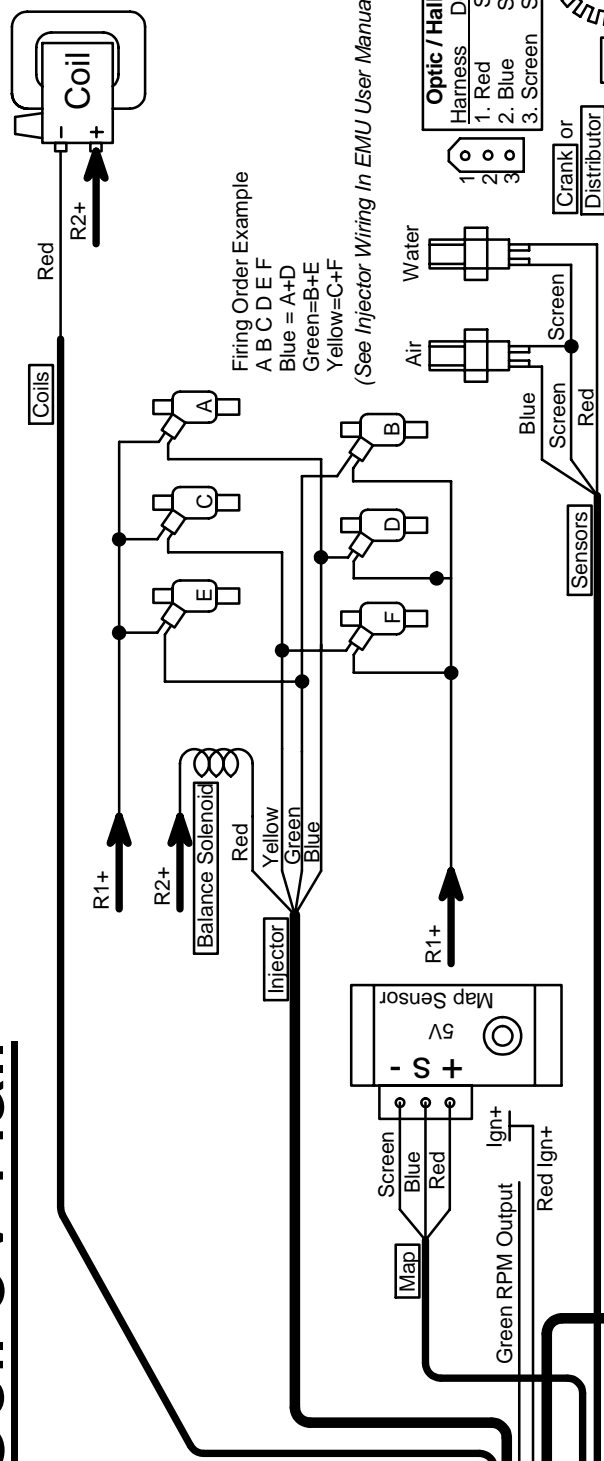 Coil
-
+
R2+
Red
Coils
Firing Order Example
A B C D E F
Blue = A+D
Green=B+E
Yellow=C+F
(See Injector Wiring In EMU User Manua
Optic / Hall
Harness D
1. Red S
2. Blue S
3. Screen S
1
2
3
Crank or
Distributor
Water
Air
Blue
Screen
Screen
Red
Sensors
A
C
E
B
D
F
R1+
R2+
Balance Solenoid
Red
Yellow
Green
Blue
Injector
R1+
Map Sensor
5V
- S +
Screen
Blue
Red
Map
Ign+
Red Ign+
Green RPM Output